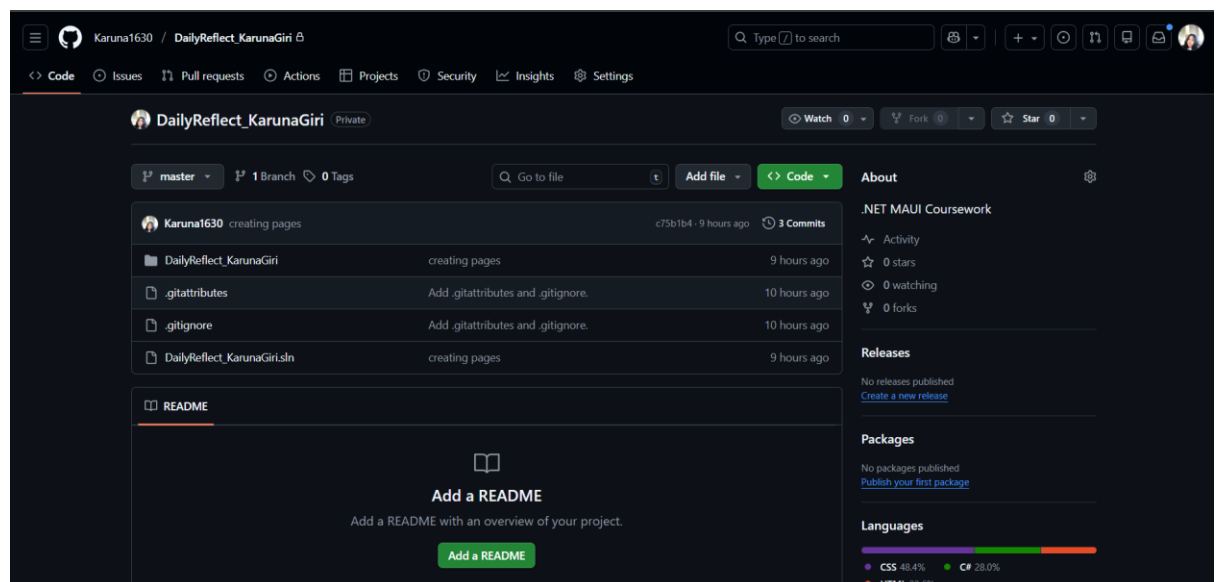 Karuna1630 / DailyReflect_KarunaGiri
Type / to search
Code Issues Pull requests Actions Projects Security Insights Settings
DailyReflect_KarunaGiri Private
Watch 0 Fork 0 Star 0
master 1 Branch 0 Tags Go to file t Add file Code
About
.NET MAUI Coursework
Karuna1630 creating pages c75b1b4 · 9 hours ago 3 Commits
Activity
DailyReflect_KarunaGiri creating pages 9 hours ago
0 stars
0 watching
.gitattributes Add .gitattributes and .gitignore. 10 hours ago
0 forks
.gitignore Add .gitattributes and .gitignore. 10 hours ago
DailyReflect_KarunaGiri.sln creating pages 9 hours ago
Releases
No releases published
Create a new release
README
Packages
No packages published
Publish your first package
Add a README
Add a README with an overview of your project.
Add a README
Languages
CSS 48.4% C# 28.0%